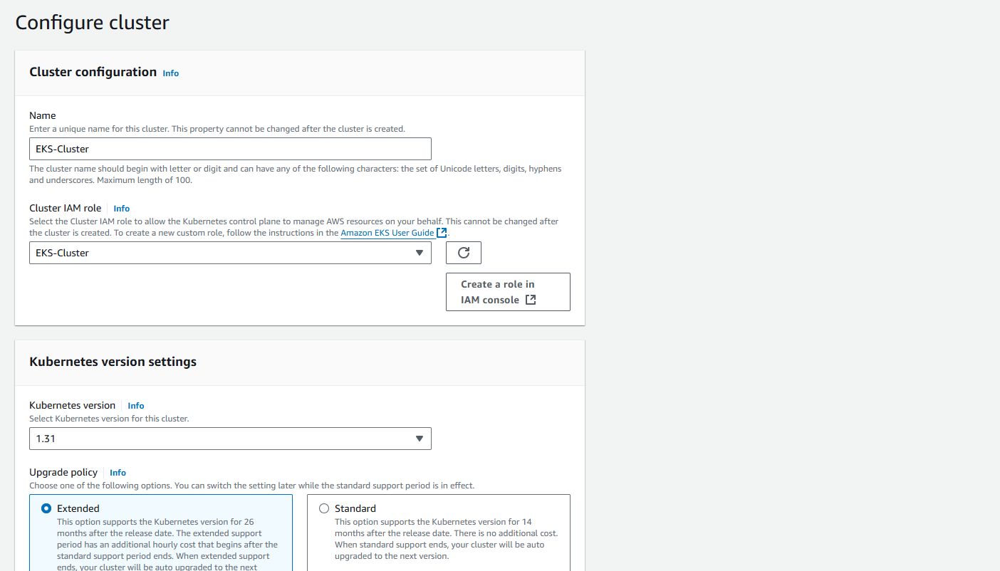 Configure cluster
Cluster configuration Info
Name
Enter a unique name for this cluster. This property cannot be changed after the cluster is created.
EKS-Cluster
The cluster name should begin with letter or digit and can have any of the following characters: the set of Unicode letters, digits, hyphens
and underscores. Maximum length of 100.
Cluster IAM role Info
Select the Cluster IAM role to allow the Kubernetes control plane to manage AWS resources on your behalf. This cannot be changed after
the cluster is created. To create a new custom role, follow the instructions in the Amazon EKS User Guide.
EKS-Cluster
Create a role in
IAM console
Kubernetes version settings
Kubernetes version Info
Select Kubernetes version for this cluster.
1.31
Upgrade policy Info
Choose one of the following options. You can switch the setting later while the standard support period is in effect.
Extended
This option supports the Kubernetes version for 26
months after the release date. The extended support
period has an additional hourly cost that begins after the
standard support period ends. When extended support
ends, your cluster will be auto upgraded to the next
Standard
This option supports the Kubernetes version for 14
months after the release date. There is no additional cost.
When standard support ends, your cluster will be auto
upgraded to the next version.